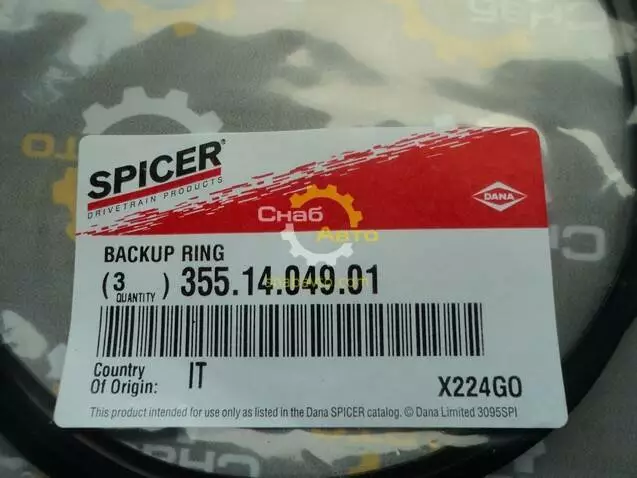 СНАБ
SPICER®
DRIVETRAIN PRODUCTS
DANA
Снаб
Авто
BACKUP RING
(3 QUANTITY) 355.14.049.01
Country
Of Origin: IT
X224GO
This product intended for use only as listed in the Dana SPICER catalog. © Dana Limited 3095SPI